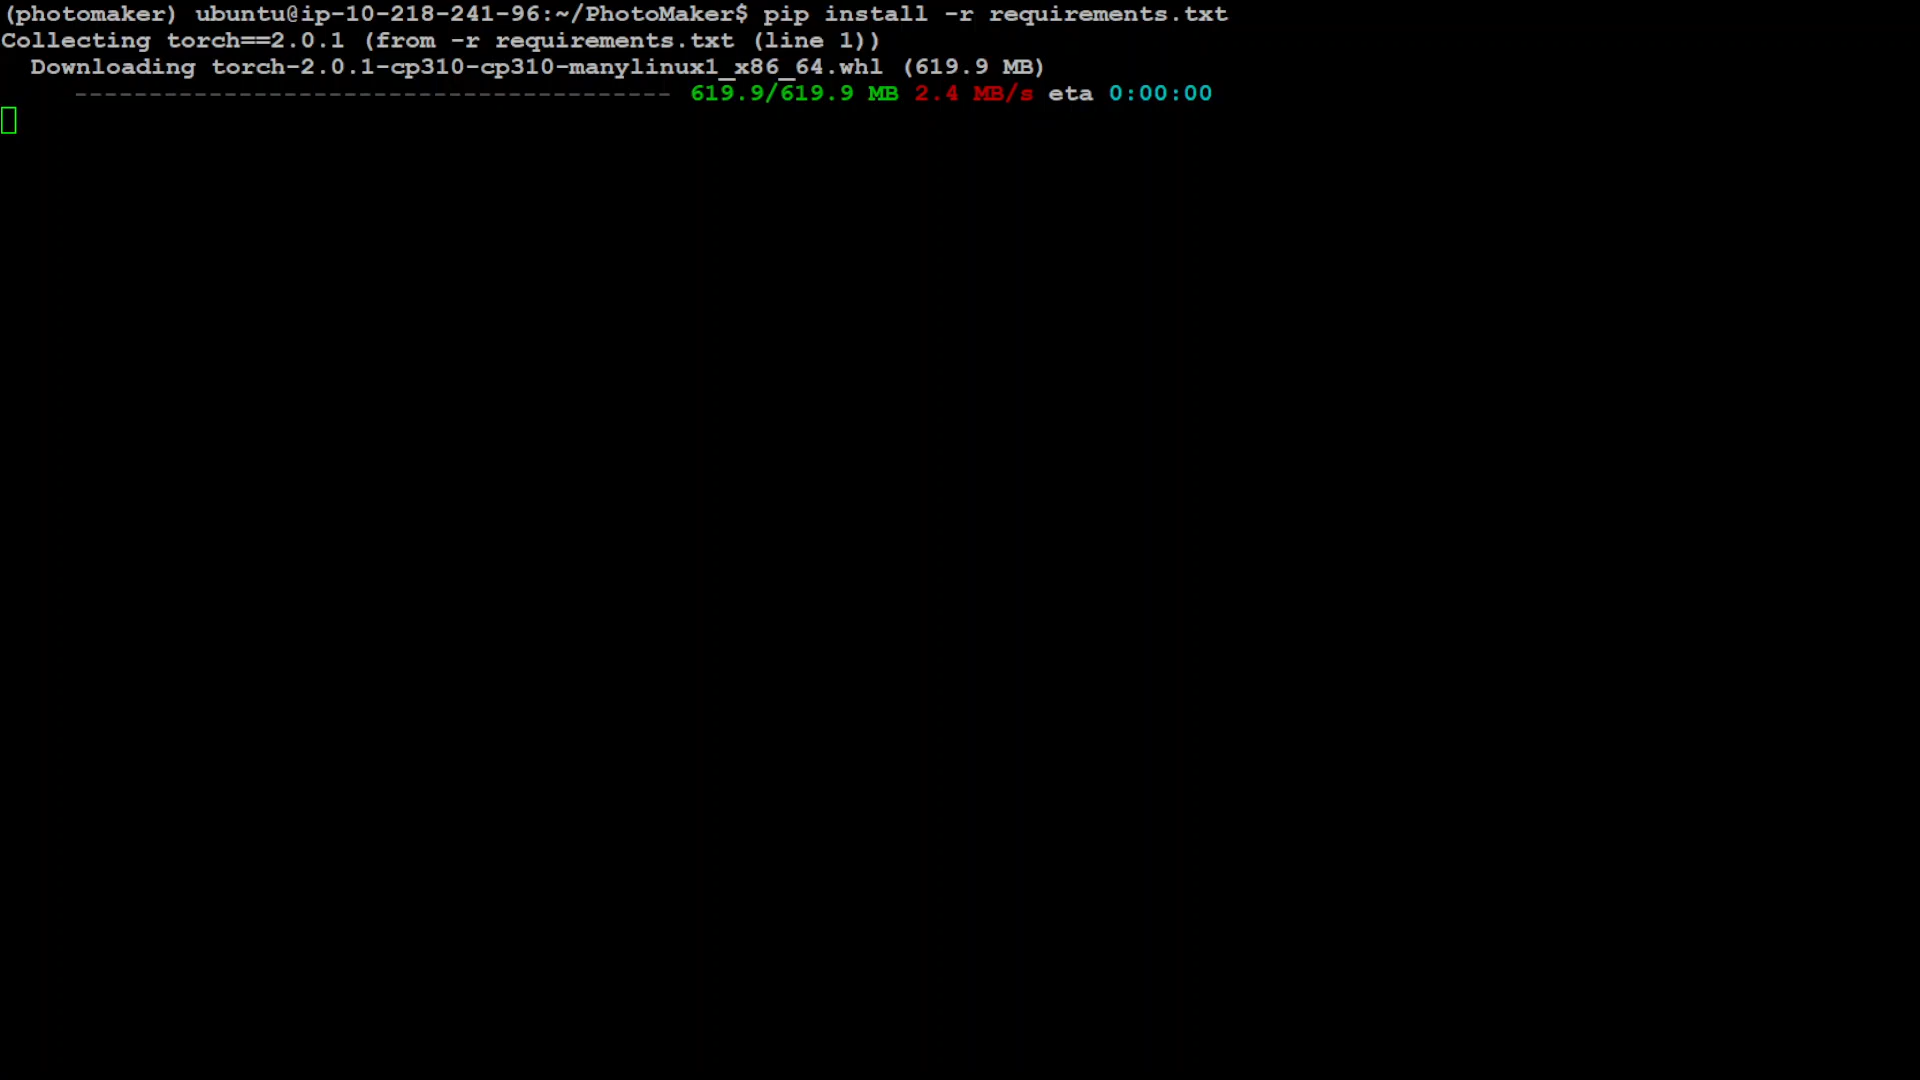 (photomaker) ubuntu@ip-10-218-241-96:~/PhotoMaker$ pip install -r requirements.txt
Collecting torch==2.0.1 (from -r requirements.txt (line 1))
  Downloading torch-2.0.1-cp310-cp310-manylinux1_x86_64.whl (619.9 MB)
     ---------------------------------------- 619.9/619.9 MB 2.4 MB/s eta 0:00:00